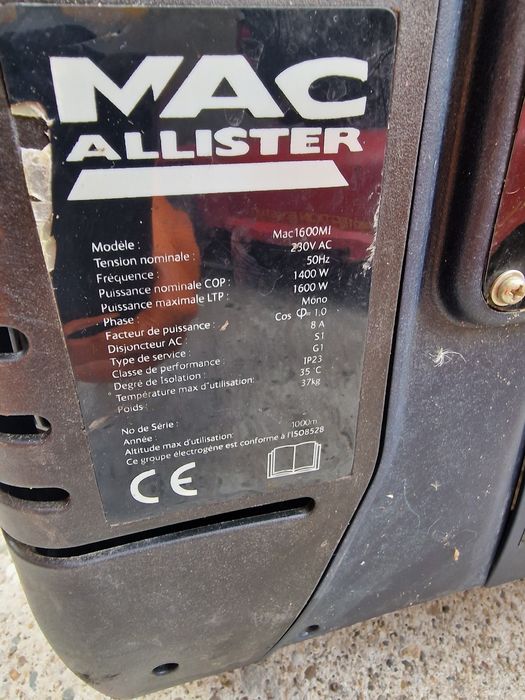 MAC
ALLISTER
Modèle : Mac1600MI
Tension nominale : 230V AC
Fréquence : 50Hz
Puissance nominale COP : 1400 W
Puissance maximale LTP : 1600 W
Phase : Mono
Facteur de puissance : Cos φ= 1,0
Disjoncteur AC 8 A
Type de service : S1
Classe de performance : G1
Degré de Isolation : IP23
Température max d'utilisation: 35°C
Poids : 37kg
No de Série :
Année
Altitude max d'utilisation: 1000m
Ce groupe électrogène est conforme à l'ISO8528
CE